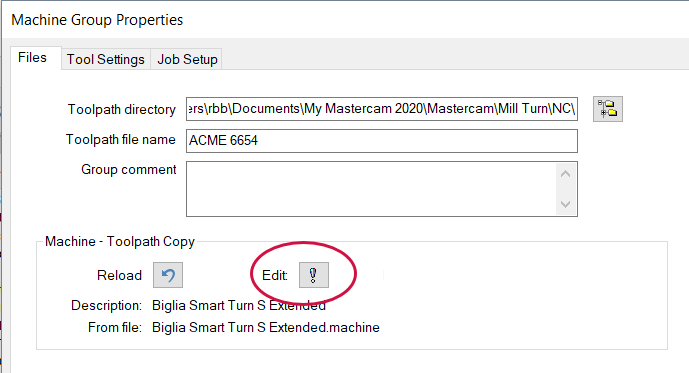 Machine Group Properties
Files Tool Settings Job Setup
Toolpath directory ers\rbb\Documents\My Mastercam 2020\Mastercam\Mill Turn\NC\
Toolpath file name ACME 6654
Group comment
Machine - Toolpath Copy
Reload Edit
Description: Biglia Smart Turn S Extended
From file: Biglia Smart Turn S Extended.machine